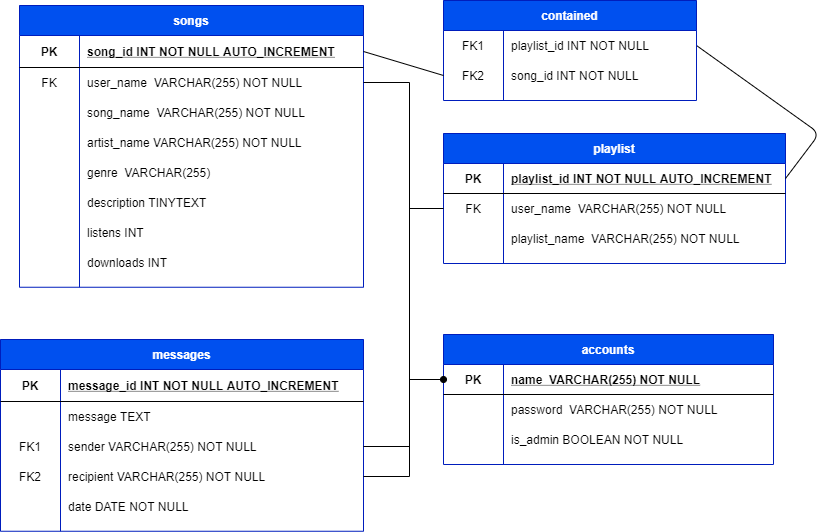 songs
PK song_id INT NOT NULL AUTO_INCREMENT
FK user_name VARCHAR(255) NOT NULL
song_name VARCHAR(255) NOT NULL
artist_name VARCHAR(255) NOT NULL
genre VARCHAR(255)
description TINYTEXT
listens INT
downloads INT
contained
FK1 playlist_id INT NOT NULL
FK2 song_id INT NOT NULL
playlist
PK playlist_id INT NOT NULL AUTO_INCREMENT
FK user_name VARCHAR(255) NOT NULL
playlist_name VARCHAR(255) NOT NULL
messages
PK message_id INT NOT NULL AUTO_INCREMENT
message TEXT
FK1 sender VARCHAR(255) NOT NULL
FK2 recipient VARCHAR(255) NOT NULL
date DATE NOT NULL
accounts
PK name VARCHAR(255) NOT NULL
password VARCHAR(255) NOT NULL
is_admin BOOLEAN NOT NULL